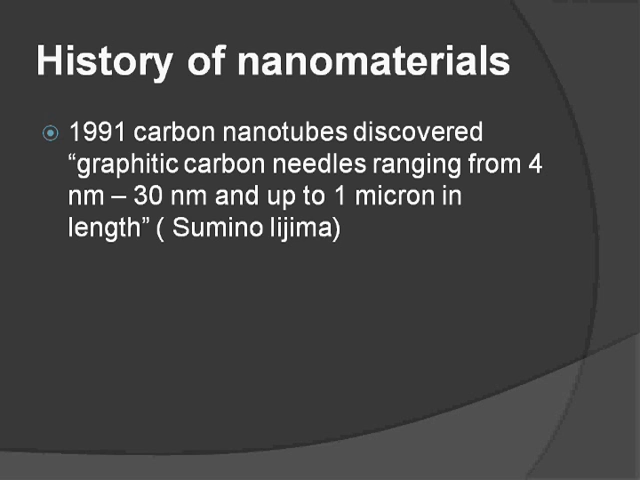 History of nanomaterials
1991 carbon nanotubes discovered
“graphitic carbon needles ranging from 4
nm – 30 nm and up to 1 micron in
length” ( Sumino Iijima)